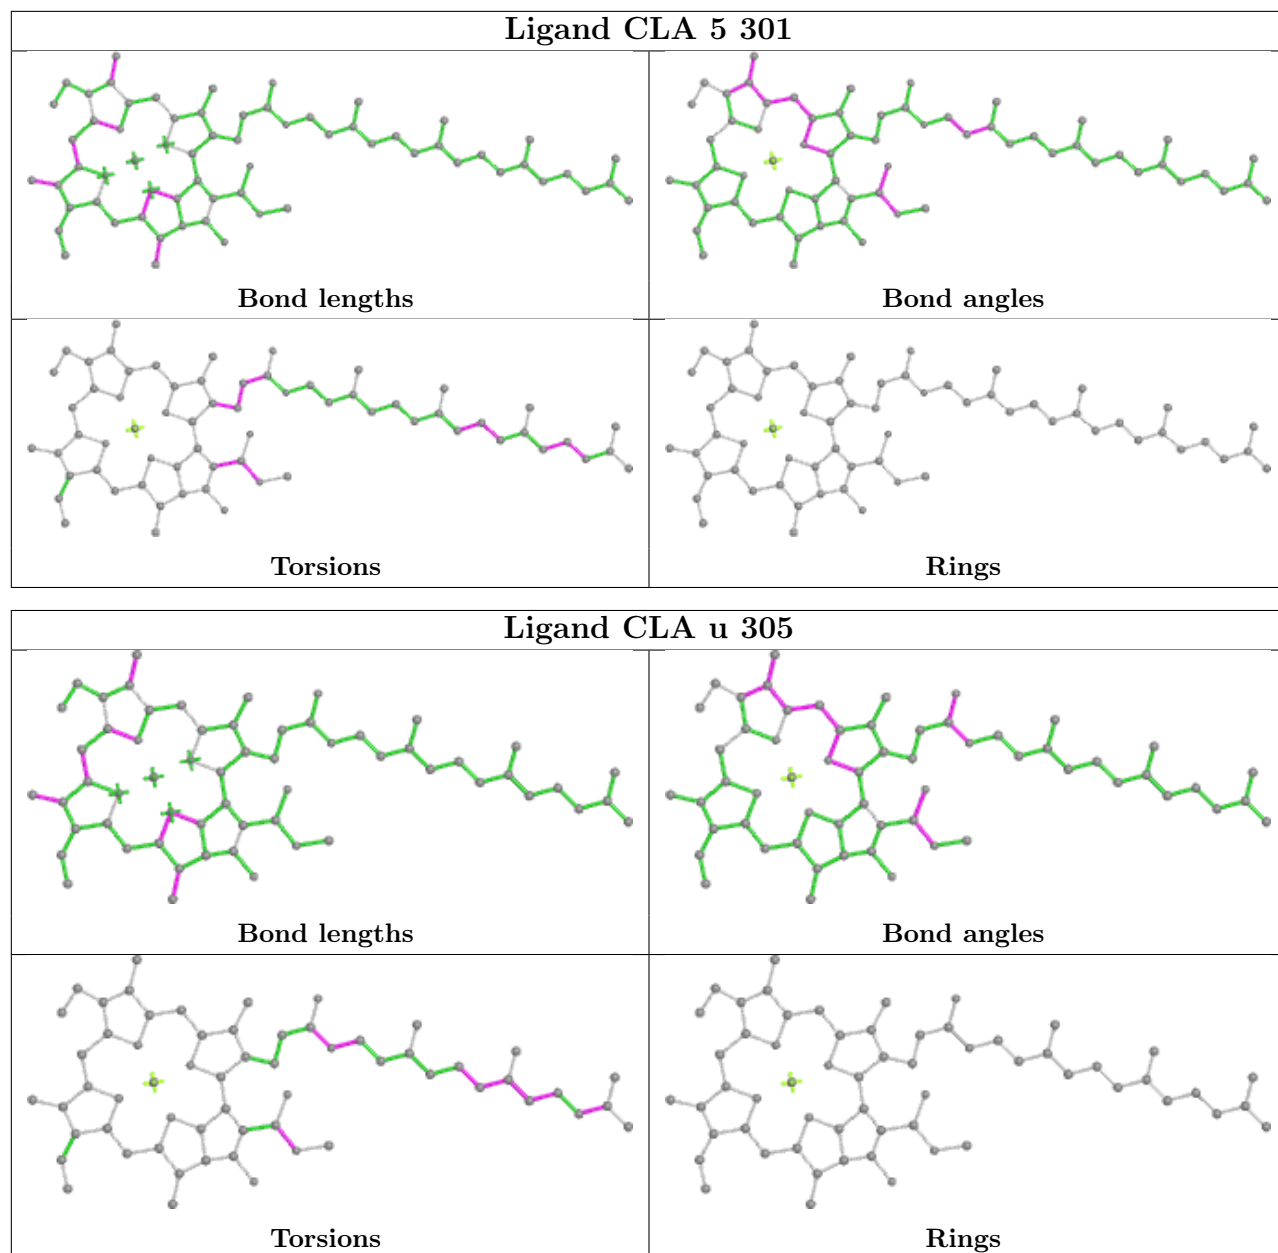 Ligand CLA 5 301
Bond lengths
Bond angles
Torsions
Rings
Ligand CLA u 305
Bond lengths
Bond angles
Torsions
Rings